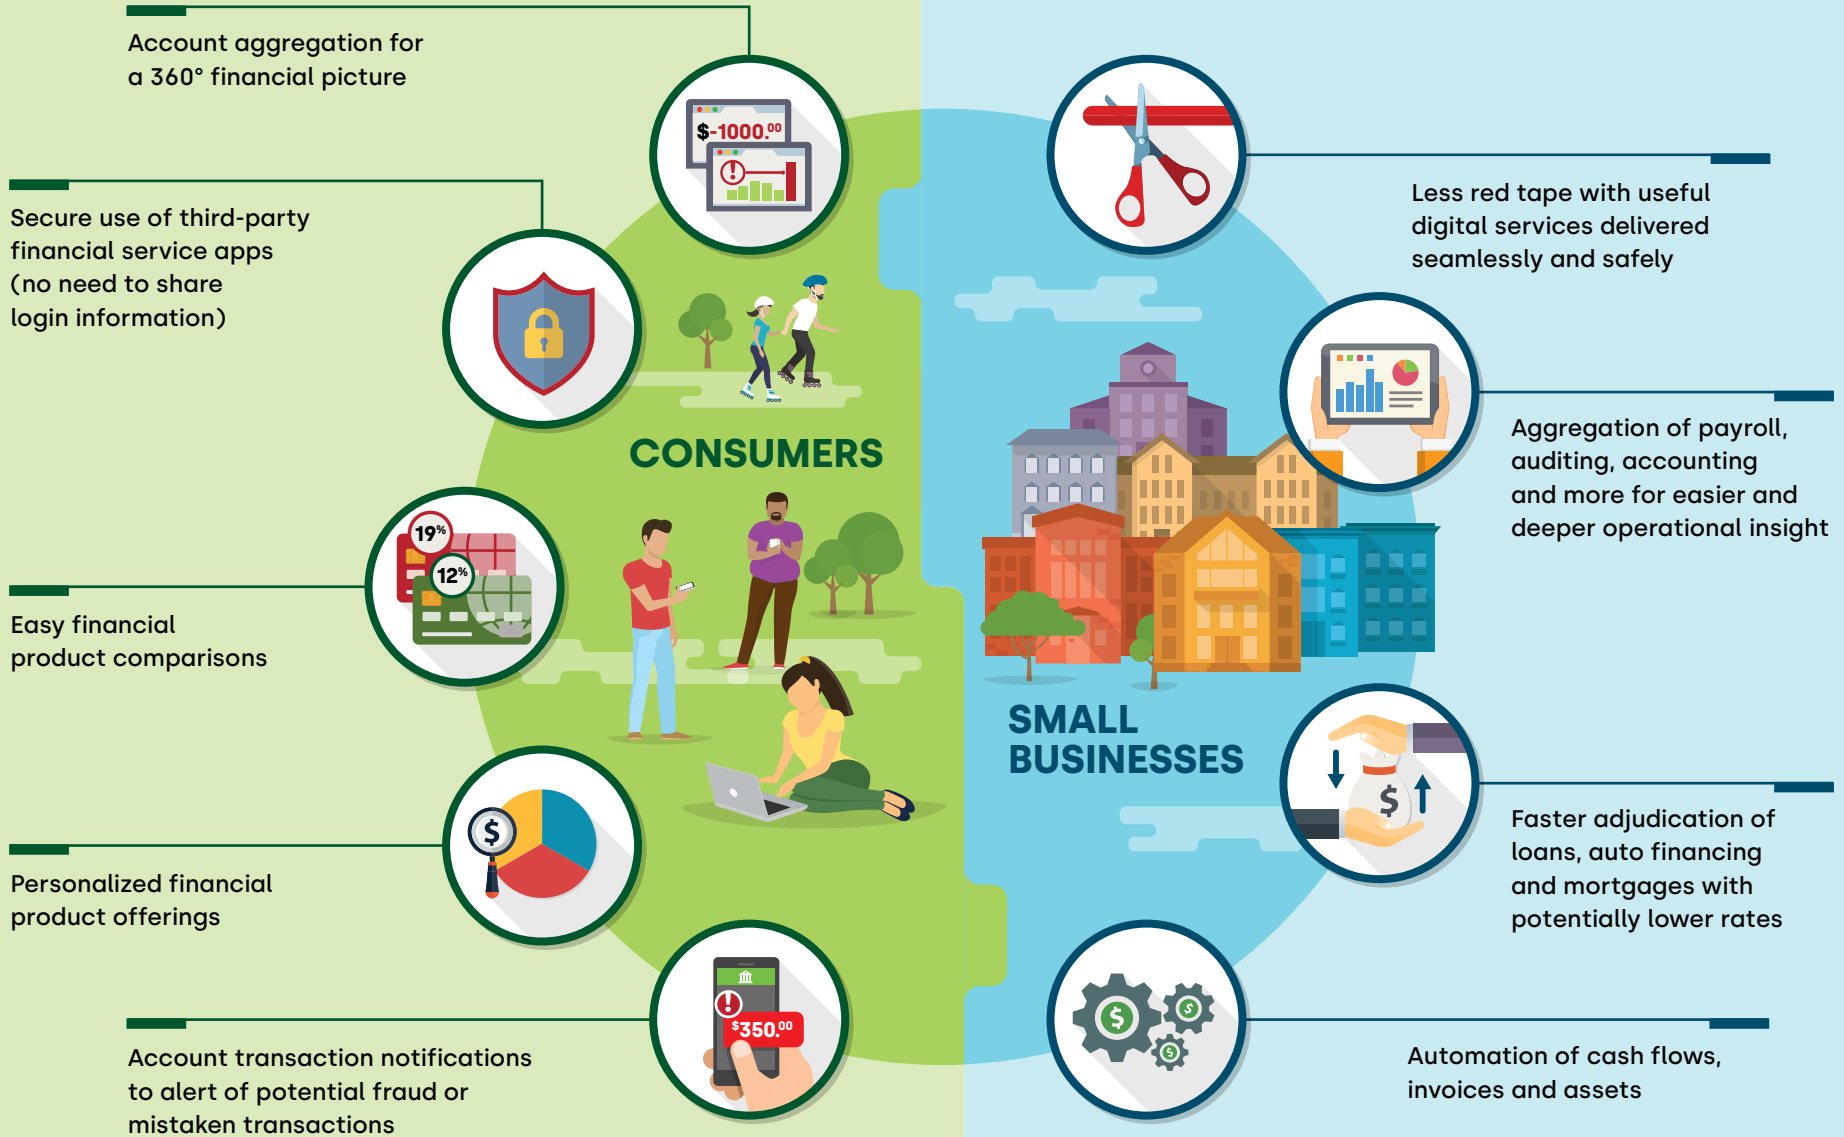 Account aggregation for
a 360° financial picture
$-1000.00
Secure use of third-party
financial service apps
(no need to share
login information)
CONSUMERS
19%
12%
Easy financial
product comparisons
$
Personalized financial
product offerings
$350.00
Account transaction notifications
to alert of potential fraud or
mistaken transactions
Less red tape with useful
digital services delivered
seamlessly and safely
Aggregation of payroll,
auditing, accounting
and more for easier and
deeper operational insight
SMALL
BUSINESSES
$
Faster adjudication of
loans, auto financing
and mortgages with
potentially lower rates
$
$
$
Automation of cash flows,
invoices and assets